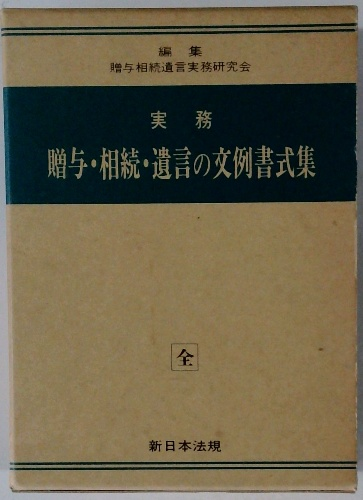 編集
贈与相続遺言実務研究会
実務
贈与・相続・遺言の文例書式集
全
新日本法規